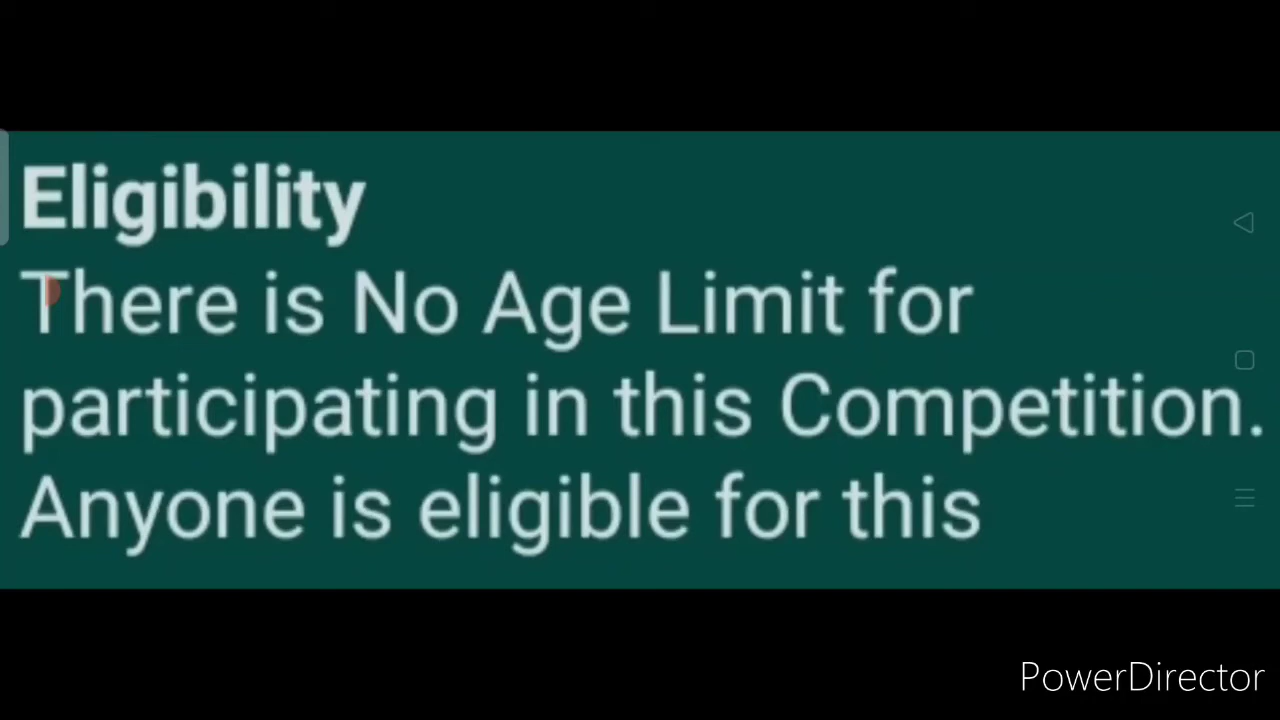 Eligibility
There is No Age Limit for
participating in this Competition.
Anyone is eligible for this
PowerDirector